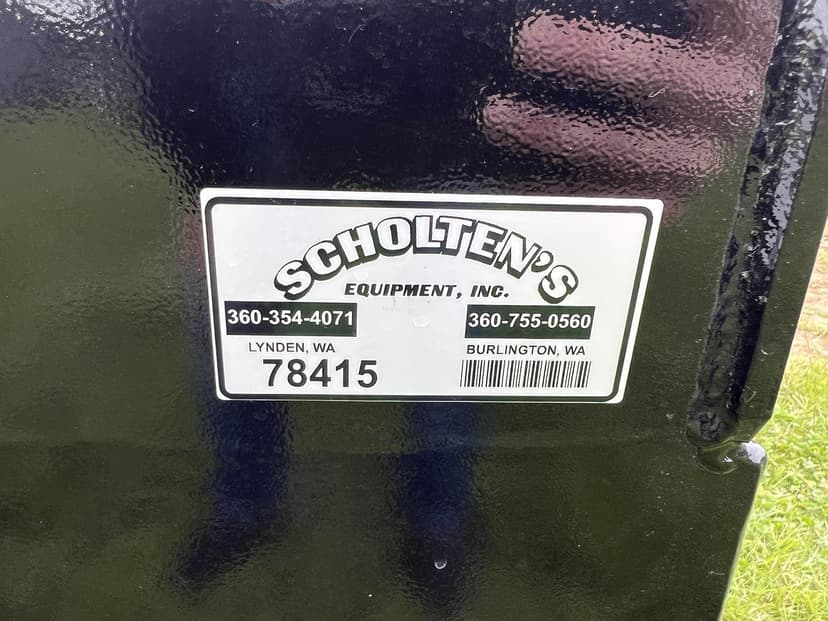 SCHOLTEN'S
EQUIPMENT, INC.
360-354-4071 360-755-0560
LYNDEN, WA BURLINGTON, WA
78415